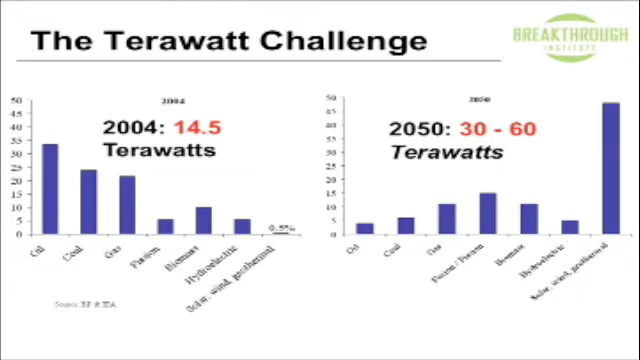 The Terawatt Challenge
BREAKTHROUGH
INSTITUTE
2004
2004: 14.5
Terawatts
50
45
40
35
30
25
20
15
10
5
0
0.5%
Oil
Coal
Gas
Fission
Biomass
Hydroelectric
Solar, wind, geothermal
Source: BP & IEA
2050
2050: 30 - 60
Terawatts
50
45
40
35
30
25
20
15
10
5
0
Oil
Coal
Gas
Fission / Fusion
Biomass
Hydroelectric
Solar, wind, geothermal